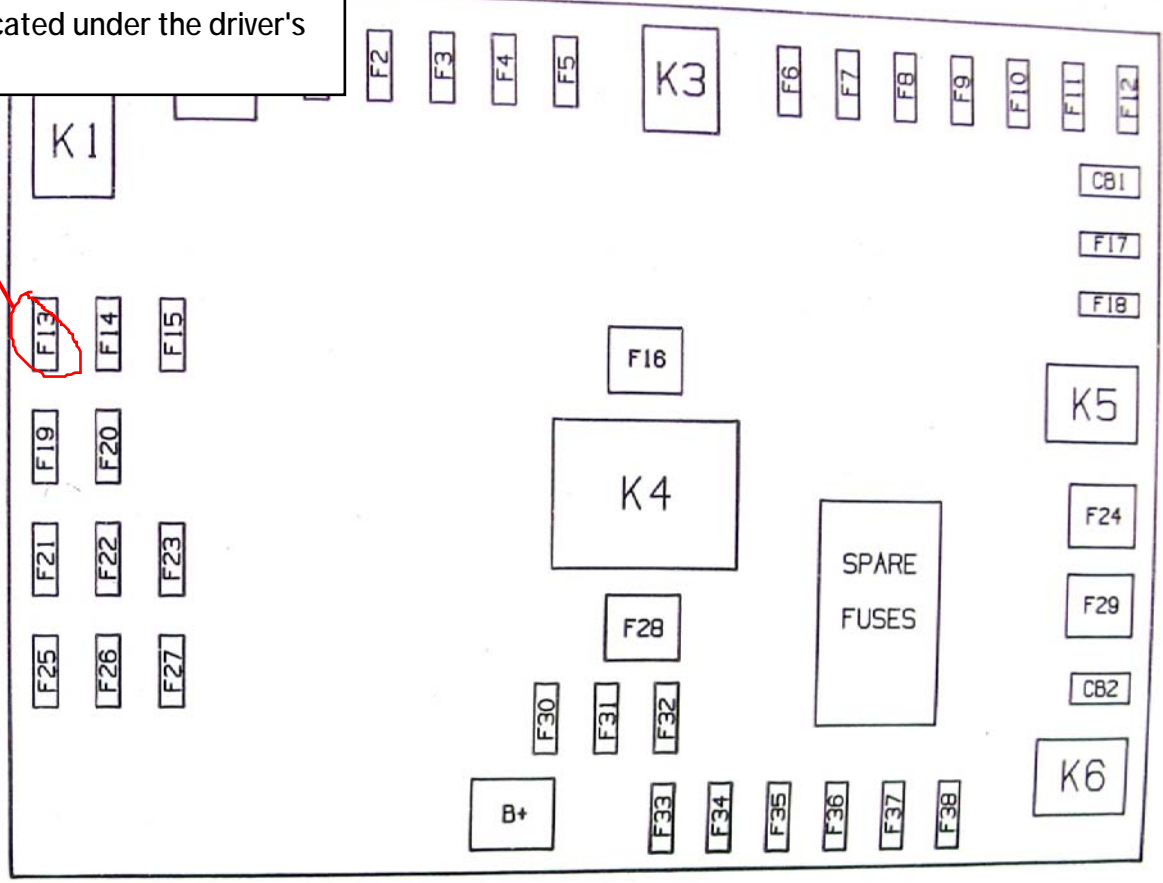 cated under the driver's
F2 F3 F4 F5 K3 F6 F7 F8 F9 F10 F11 F12
K1
CB1
F17
F18
F13 F14 F15
F16
K5
F19 F20
K4
F24
F21 F22 F23
SPARE
FUSES
F29
F28
F25 F26 F27
CB2
F30 F31 F32
K6
B+
F33 F34 F35 F36 F37 F38